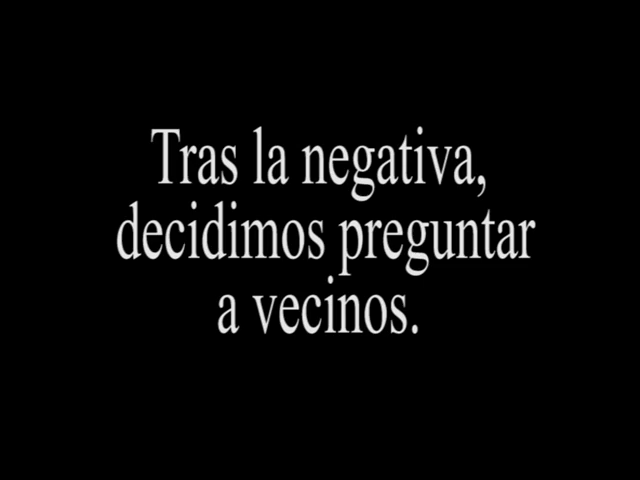 Tras la negativa,
decidimos preguntar
a vecinos.